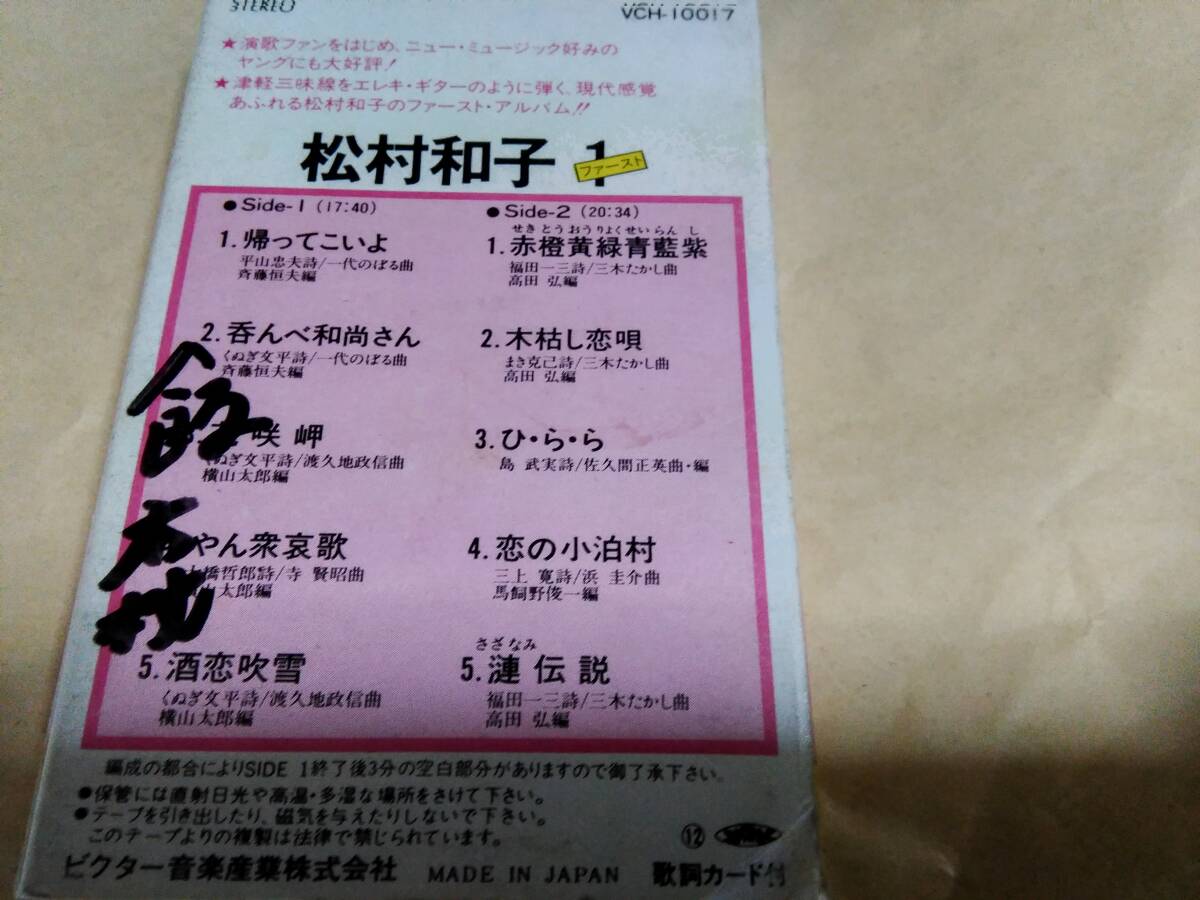 STEREO
VCH-10017
★演歌ファンをはじめ、ニュー・ミュージック好みの
ヤングにも大好評!
★津軽三味線をエレキ・ギターのように弾く、現代感覚
あふれる松村和子のファースト・アルバム!!
松村和子 1
ファースト
●Side-1 (17:40)
1.帰ってこいよ
平山忠夫詩/一代のぼる曲
斉藤恒夫編
2.呑んべ和尚さん
くぬぎ文平詩/一代のぼる曲
斉藤恒夫編
咲岬
くぬぎ文平詩/渡久地政信曲
横山太郎編
やん衆哀歌
橋哲郎詩/寺 賢昭曲
太郎編
5.酒恋吹雪
くぬぎ文平詩/渡久地政信曲
横山太郎編
●Side-2 (20:34)
せきとうおうりょくせいらんし
1.赤橙黄緑青藍紫
福田一三詩/三木たかし曲
高田 弘編
2.木枯し恋唄
まき克己詩/三木たかし曲
高田 弘編
3.ひ・ら・ら
島 武実詩/佐久間正英曲・編
4.恋の小泊村
三上 寛詩/浜 圭介曲
馬飼野俊一編
さざなみ
5.漣伝説
福田一三詩/三木たかし曲
高田 弘編
編成の都合によりSIDE 1終了後3分の空白部分がありますので御了承下さい。
●保管には直射日光や高温・多湿な場所をさけて下さい。
●テープを引き出したり、磁気を与えたりしないで下さい。
このテープよりの複製は法律で禁じられています。
⑫
ビクター音楽産業株式会社 MADE IN JAPAN 歌詞カード付